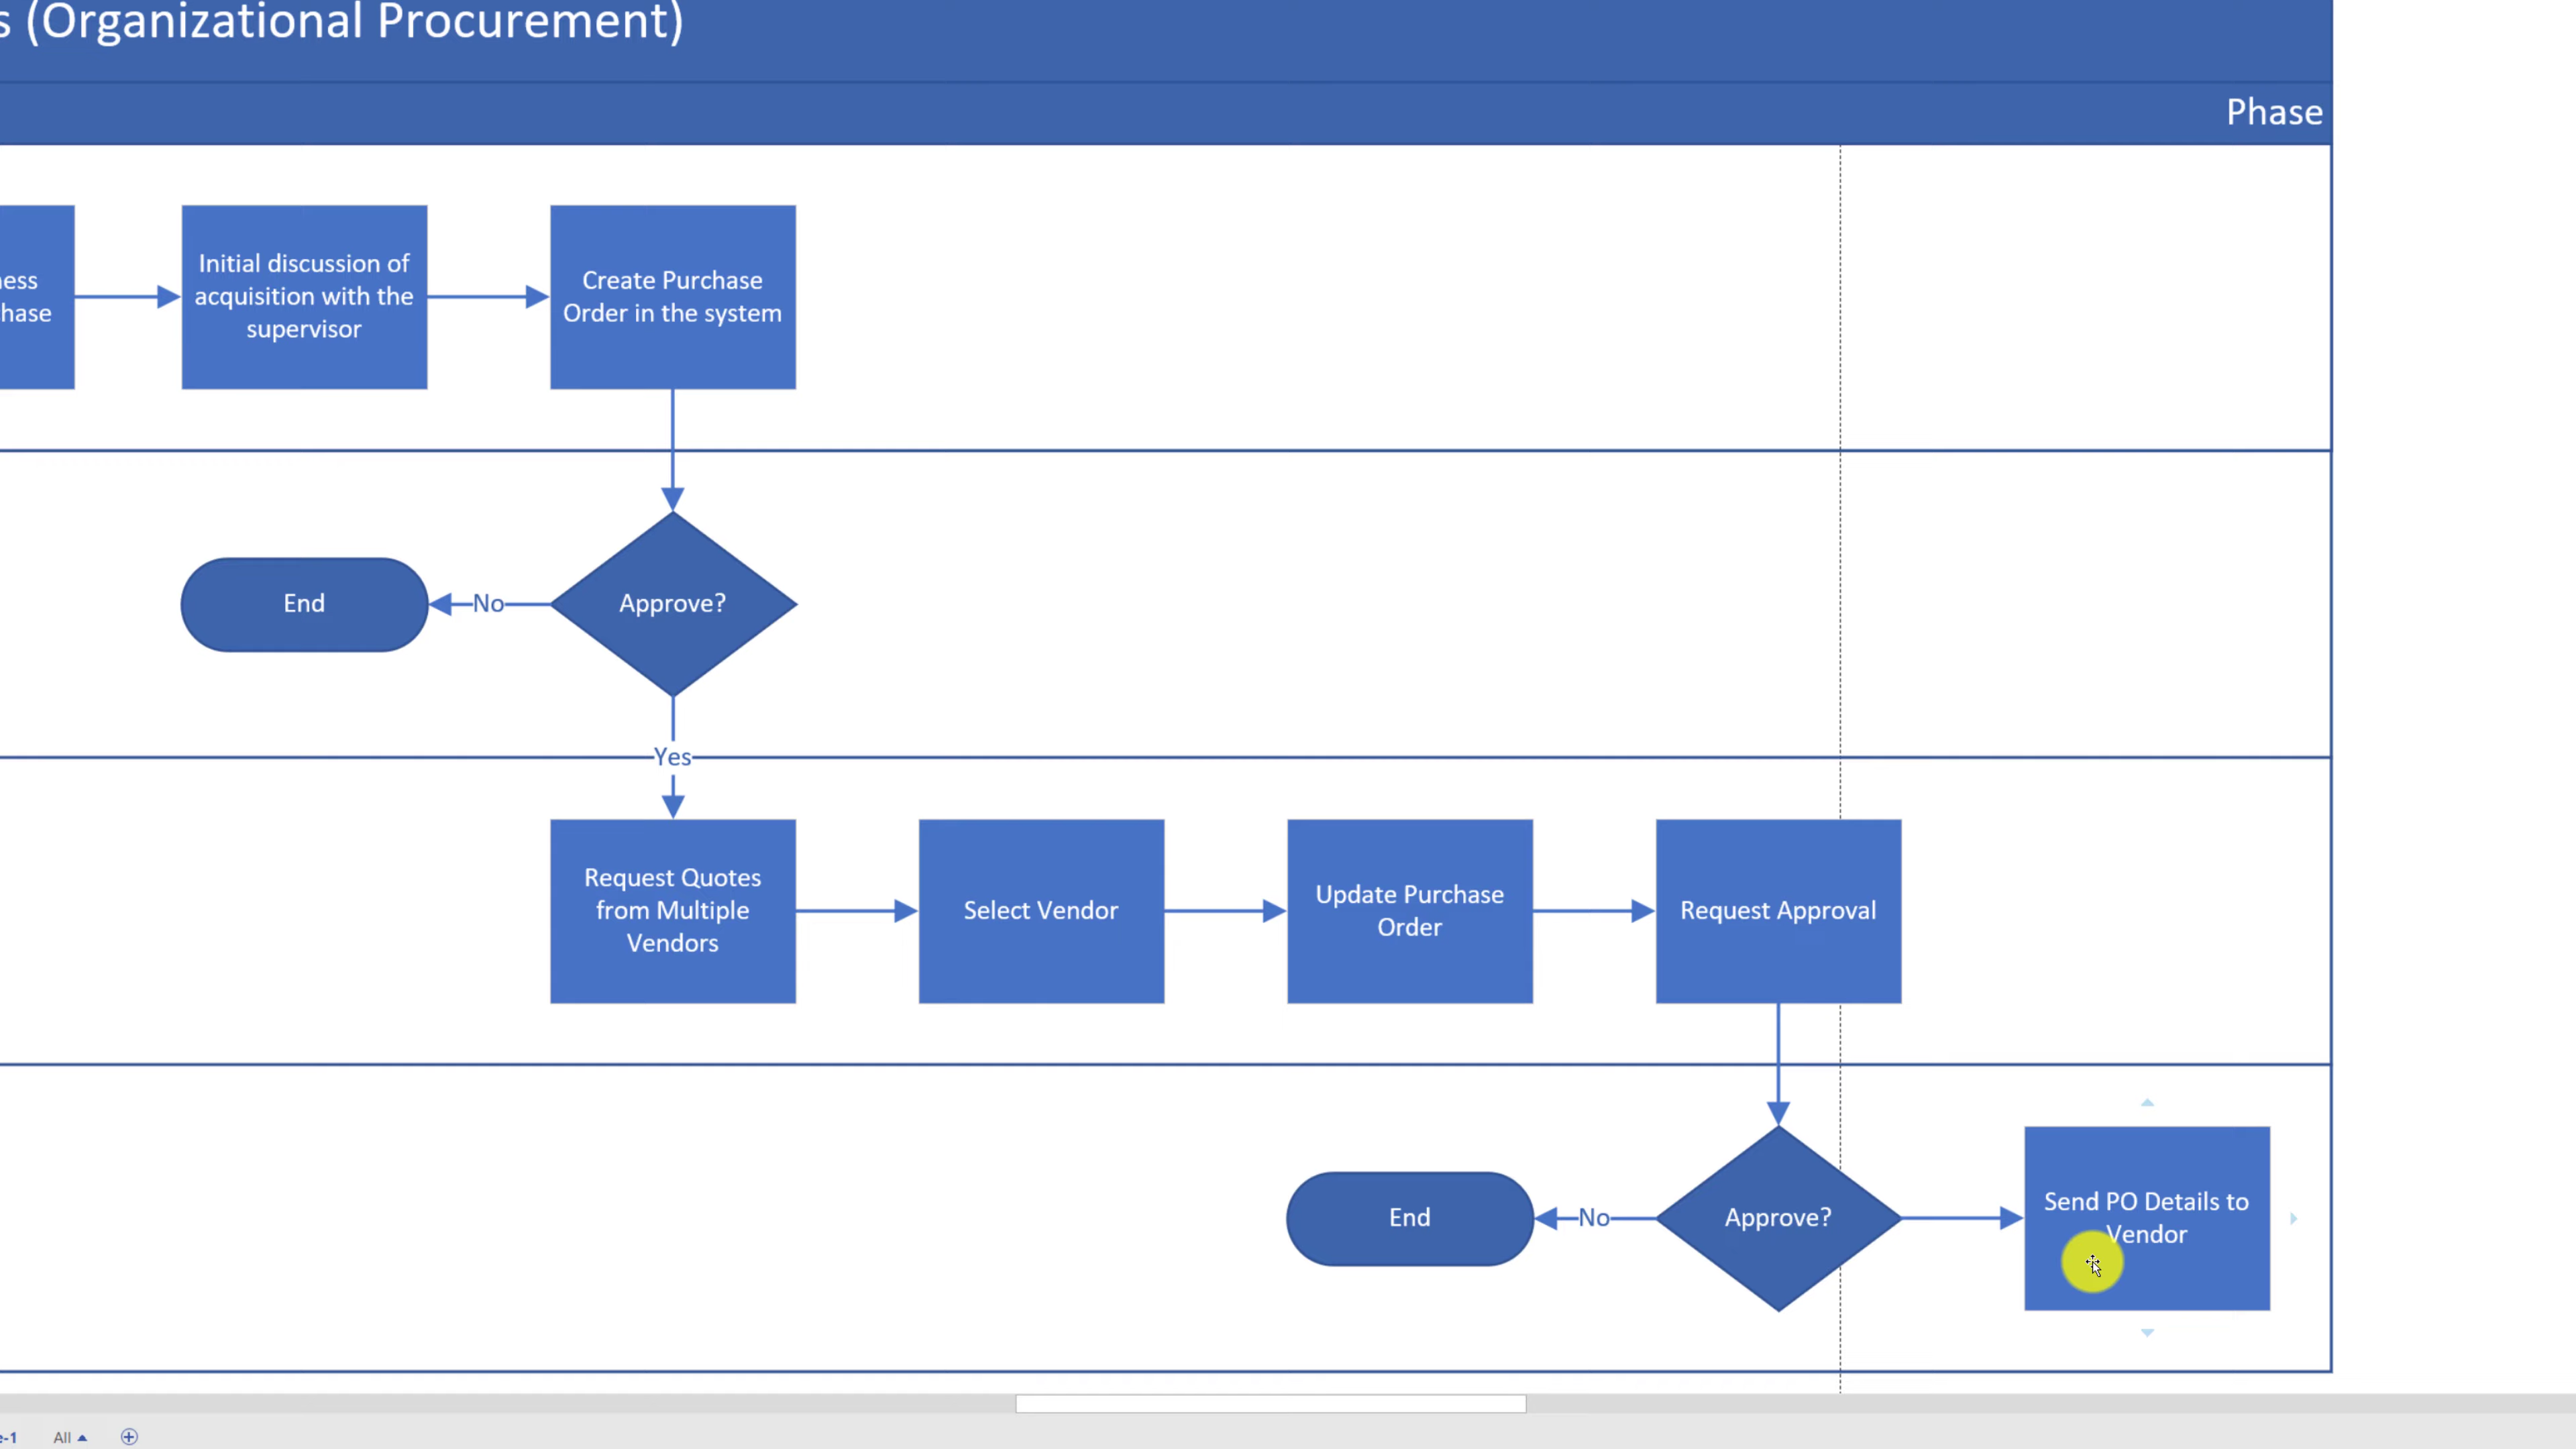 s (Organizational Procurement)
Phase
ess
hase
Initial discussion of
acquisition with the
supervisor
Create Purchase
Order in the system
End
No
Approve?
Yes
Request Quotes
from Multiple
Vendors
Select Vendor
Update Purchase
Order
Request Approval
End
No
Approve?
Send PO Details to
Vendor
e-1
All